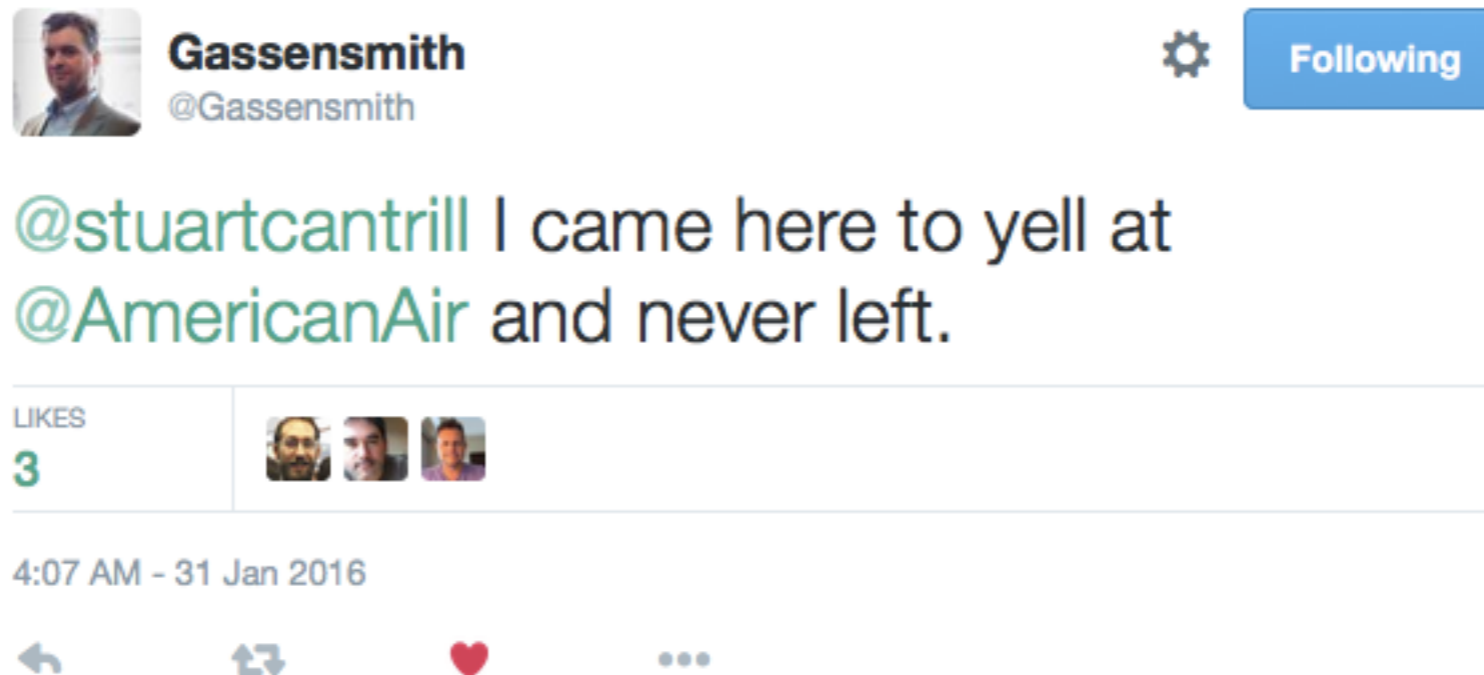 Gassensmith
@Gassensmith
Following
@stuartcantrill I came here to yell at
@AmericanAir and never left.
LIKES
3
4:07 AM - 31 Jan 2016